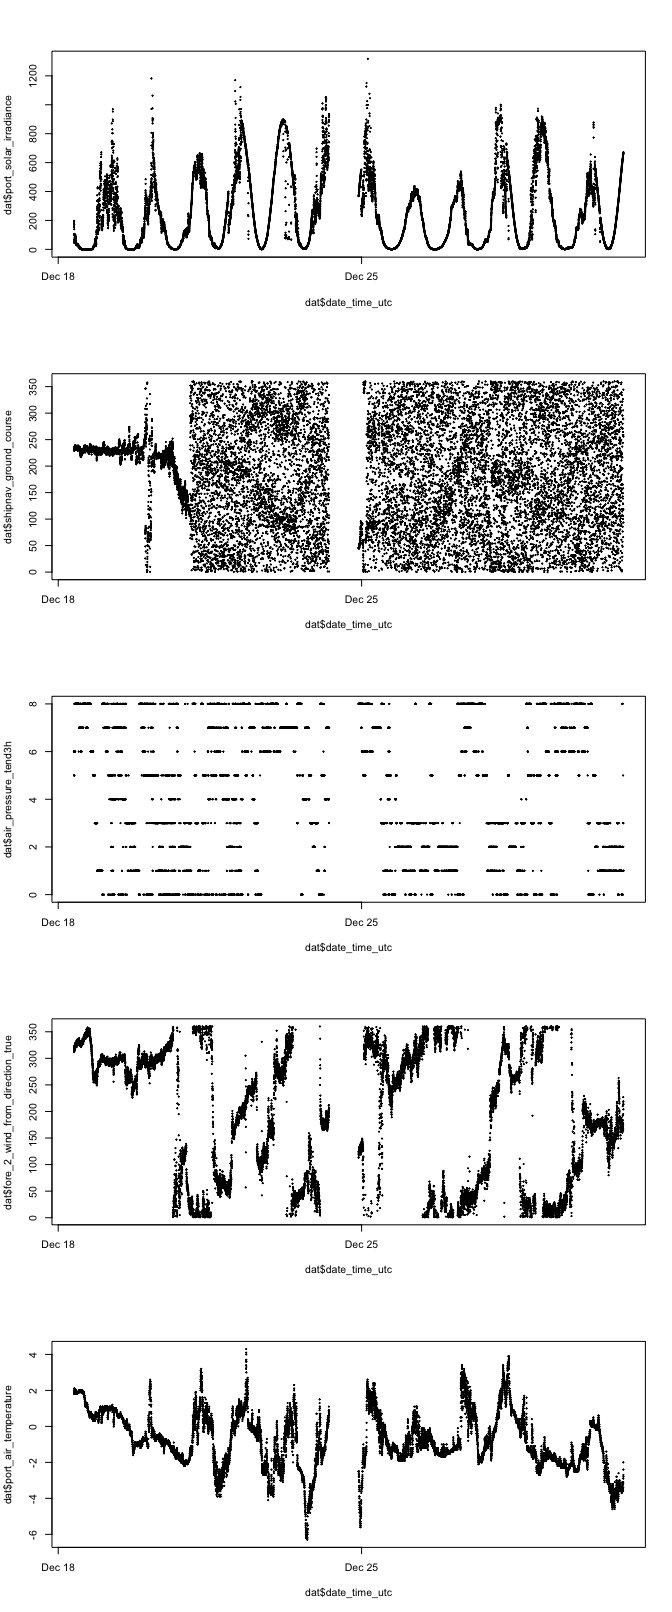 dat$port_solar_irradiance
1200
800
600
400
200
0
Dec 18
Dec 25
dat$date_time_utc
dat$shipnav_ground_course
350
300
250
200
150
100
50
0
Dec 18
Dec 25
dat$date_time_utc
dat$air_pressure_tend3h
8
6
4
2
0
Dec 18
Dec 25
dat$date_time_utc
dat$fore_2_wind_from_direction_true
350
300
250
200
150
100
50
0
Dec 18
Dec 25
dat$date_time_utc
dat$port_air_temperature
4
2
0
-2
-4
-6
Dec 18
Dec 25
dat$date_time_utc